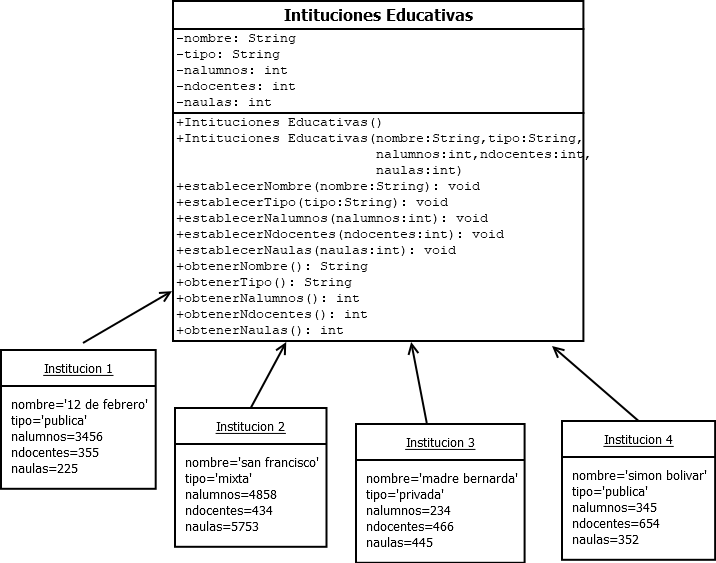 Intituciones Educativas
-nombre: String
-tipo: String
-nalumnos: int
-ndocentes: int
-naulas: int
+Intituciones Educativas()
+Intituciones Educativas(nombre:String,tipo:String,
nalumnos:int,ndocentes:int,
naulas:int)
+establecerNombre(nombre:String): void
+establecerTipo(tipo:String): void
+establecerNalumnos(nalumnos:int): void
+establecerNdocentes(ndocentes:int): void
+establecerNaulas(naulas:int): void
+obtenerNombre(): String
+obtenerTipo(): String
+obtenerNalumnos(): int
+obtenerNdocentes(): int
+obtenerNaulas(): int
Institucion 1
nombre='12 de febrero'
tipo='publica'
nalumnos=3456
ndocentes=355
naulas=225
Institucion 2
nombre='san francisco'
tipo='mixta'
nalumnos=4858
ndocentes=434
naulas=5753
Institucion 3
nombre='madre bernarda'
tipo='privada'
nalumnos=234
ndocentes=466
naulas=445
Institucion 4
nombre='simon bolivar'
tipo='publica'
nalumnos=345
ndocentes=654
naulas=352